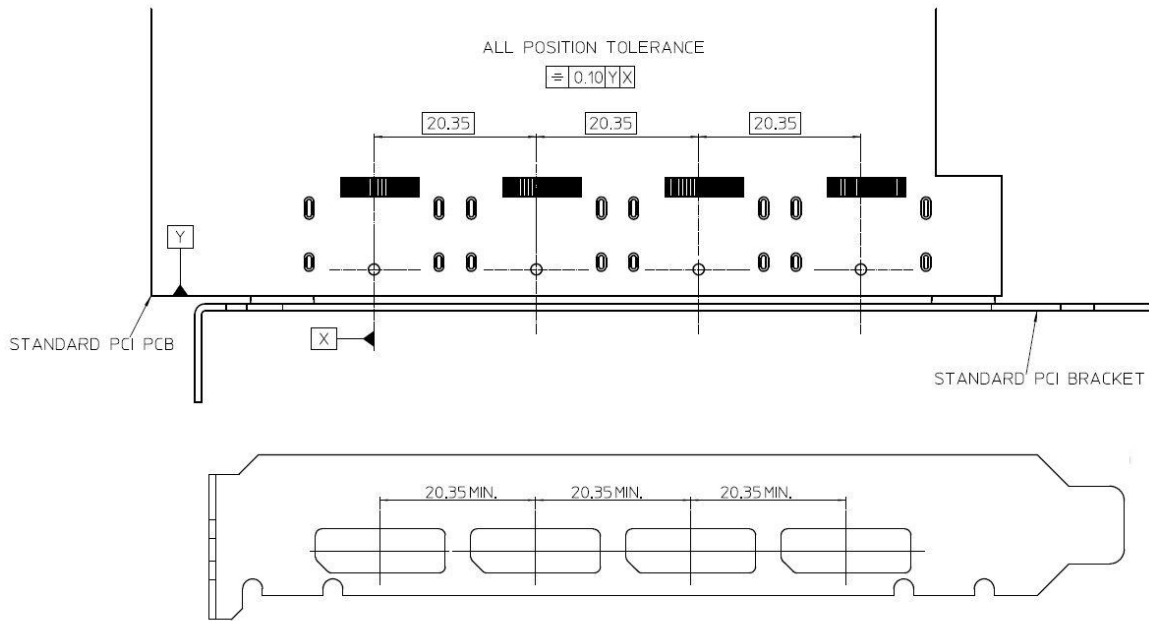 ALL POSITION TOLERANCE
⌯ 0.10 Y X
20.35 20.35 20.35
Y
X
STANDARD PCI PCB
STANDARD PCI BRACKET
20.35 MIN. 20.35 MIN. 20.35 MIN.